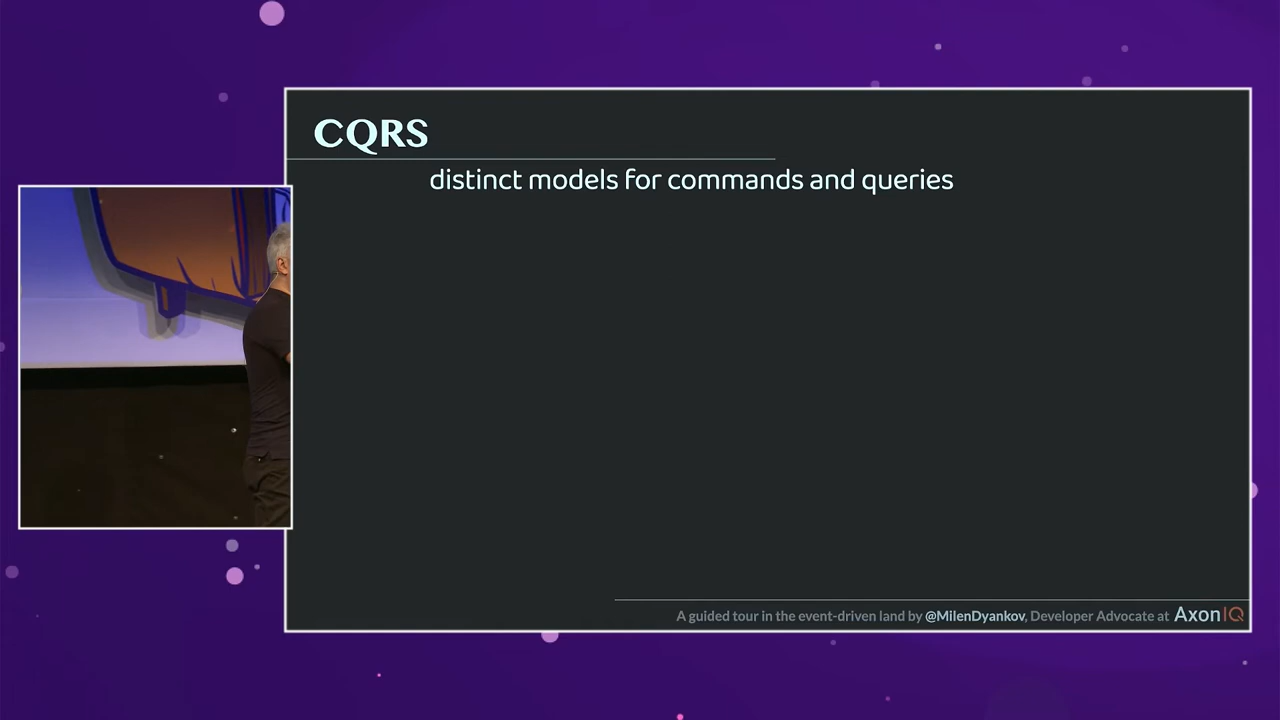 CQRS
distinct models for commands and queries
A guided tour in the event-driven land by @MilenDyankov, Developer Advocate at AxonIQ